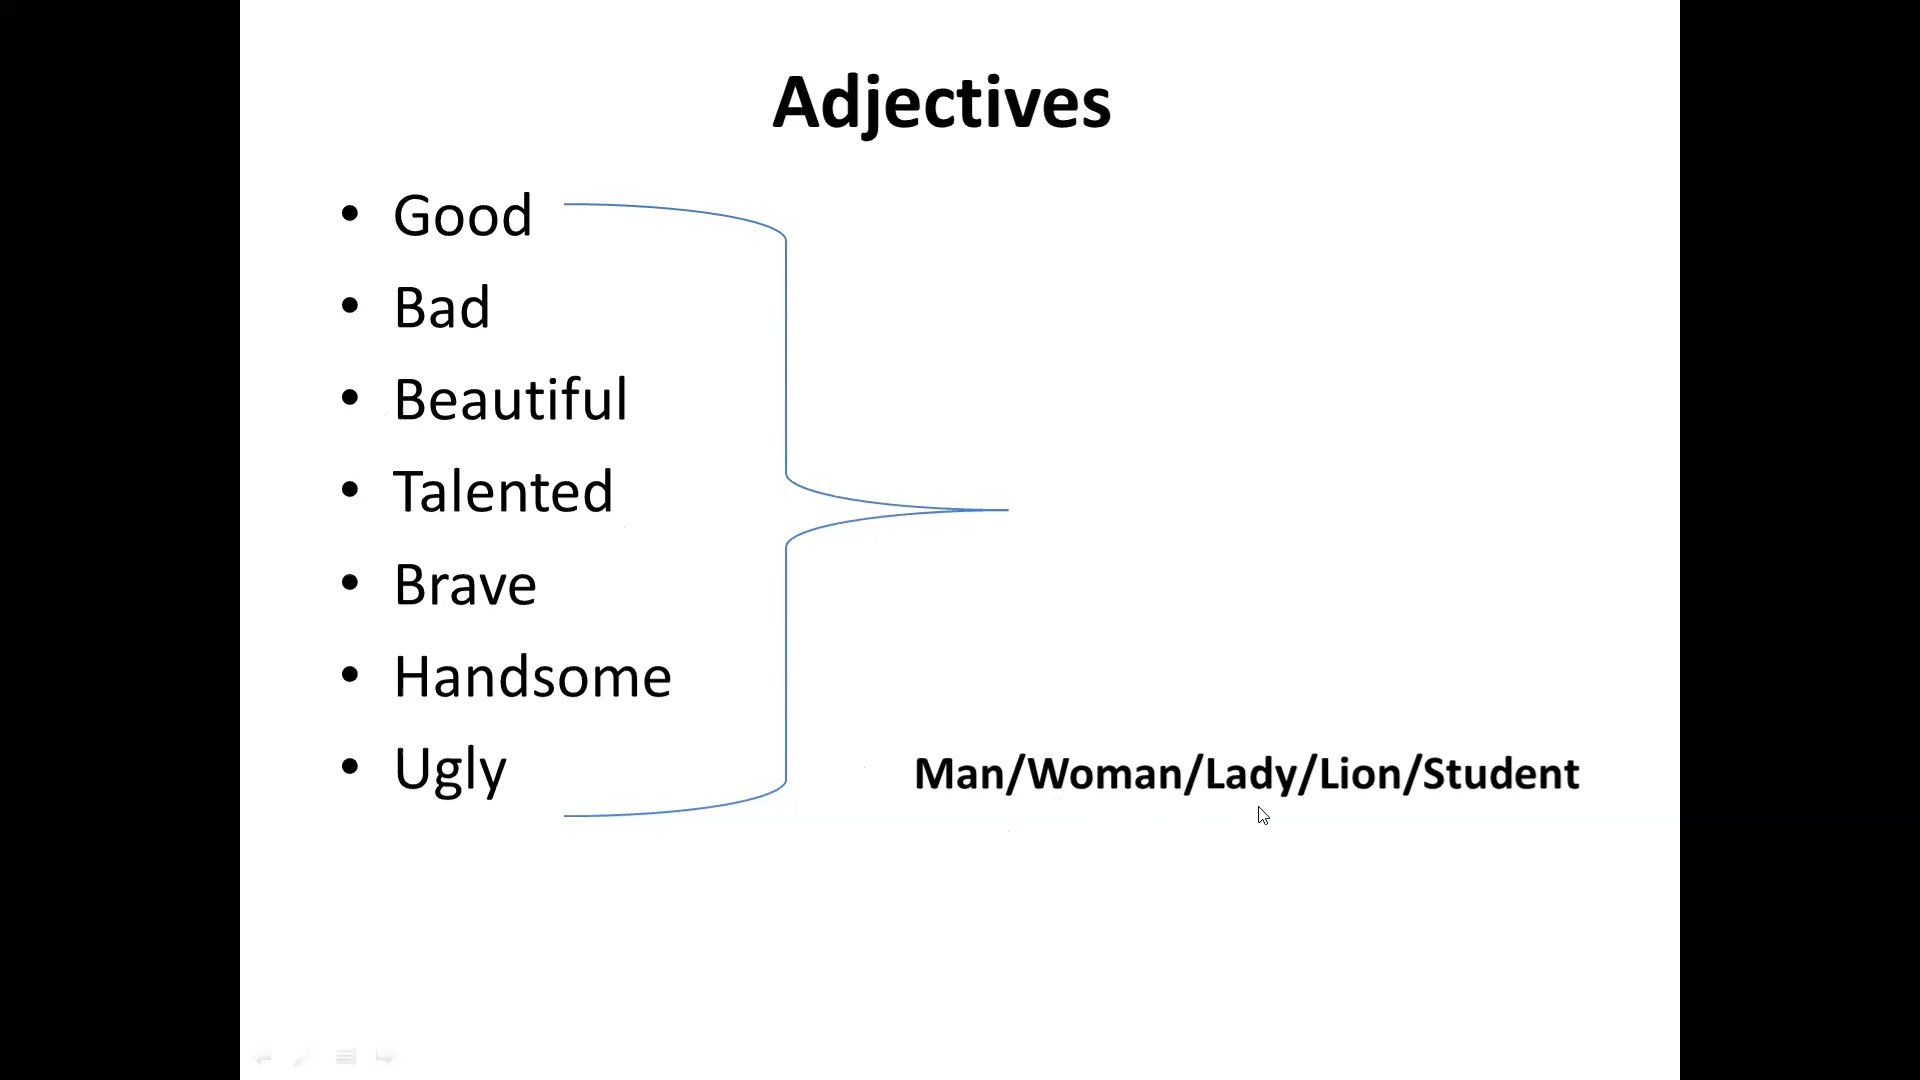 Adjectives
• Good
• Bad
• Beautiful
• Talented
• Brave
• Handsome
• Ugly
Man/Woman/Lady/Lion/Student